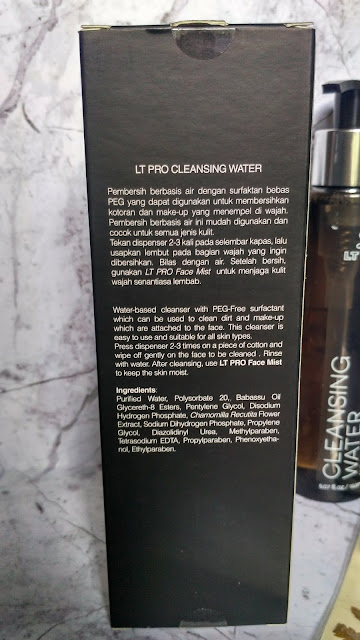 LT PRO CLEANSING WATER
Pembersih berbasis air dengan surfaktan bebas
PEG yang dapat digunakan untuk membersihkan
kotoran dan make-up yang menempel di wajah.
Pembersih berbasis air ini mudah digunakan dan
cocok untuk semua jenis kulit.
Tekan dispenser 2-3 kali pada selembar kapas, lalu
usapkan lembut pada bagian wajah yang ingin
dibersihkan. Bilas dengan air. Setelah bersih,
gunakan LT PRO Face Mist untuk menjaga kulit
wajah senantiasa lembab.
Water-based cleanser with PEG-Free surfactant
which can be used to clean dirt and make-up
which are attached to the face. This cleanser is
easy to use and suitable for all skin types.
Press dispenser 2-3 times on a piece of cotton and
wipe off gently on the face to be cleaned . Rinse
with water. After cleansing, use LT PRO Face Mist
to keep the skin moist.
Ingredients:
Purified Water, Polysorbate 20,, Babassu Oil
Glycereth-8 Esters, Pentylene Glycol, Disodium
Hydrogen Phosphate, Chamomilla Recutita Flower
Extract, Sodium Dihydrogen Phosphate, Propylene
Glycol, Diazolidinyl Urea, Methylparaben,
Tetrasodium EDTA, Propylparaben, Phenoxyetha-
nol, Ethylparaben.
LT
CLEANSING
WATER